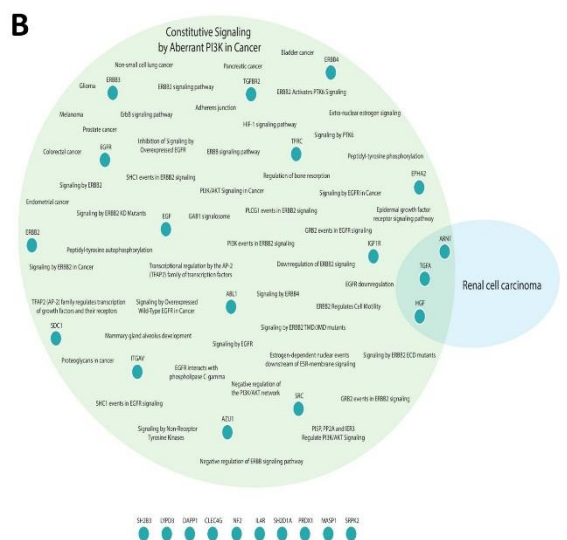 B
Constitutive Signaling
by Aberrant PI3K in Cancer
Bladder cancer
Non-small cell lung cancer
Pancreatic cancer
ERBB4
Glioma
ERBB3
ERBB2 signaling pathway
TGFBR2
ERBB2 Activates PTK6 Signaling
Melanoma
ErbB signaling pathway
Adherens junction
Extra-nuclear estrogen signaling
Prostate cancer
HIF-1 signaling pathway
Signaling by PTK6
Colorectal cancer
EGFR
Inhibition of Signaling by
Overexpressed EGFR
ERBB signaling pathway
TFRC
Peptidyl-tyrosine phosphorylation
Signaling by ERBB2
SHC1 events in ERBB2 signaling
Regulation of bone resorption
EPHA2
Endometrial cancer
PI3K/AKT Signaling in Cancer
Signaling by EGFR in Cancer
Signaling by ERBB2 KD Mutants
EGF
GAB1 signalosome
PLCG1 events in ERBB2 signaling
Epidermal growth factor
receptor signaling pathway
ERBB2
GRB2 events in EGFR signaling
Peptidyl-tyrosine autophosphorylation
PI3K events in ERBB2 signaling
IGF1R
ARNT
Signaling by ERBB2 in Cancer
Transcriptional regulation by the AP-2
(TFAP2) family of transcription factors
Downregulation of ERBB2 signaling
TGFA
Renal cell carcinoma
EGFR downregulation
TFAP2 (AP-2) family regulates transcription
of growth factors and their receptors
Signaling by Overexpressed
Wild-Type EGFR in Cancer
ABL1
Signaling by ERBB4
ERBB2 Regulates Cell Motility
HGF
SDC1
Mammary gland alveolus development
Signaling by ERBB2 TMD/JMD mutants
Signaling by EGFR
Proteoglycans in cancer
ITGAV
EGFR interacts with
phospholipase C-gamma
Estrogen-dependent nuclear events
downstream of ESR-membrane signaling
Signaling by ERBB2 ECD mutants
Negative regulation of
the PI3K/AKT network
SHC1 events in EGFR signaling
SRC
GRB2 events in ERBB2 signaling
Signaling by Non-Receptor
Tyrosine Kinases
AZU1
PI5P, PP2A and IER3
Regulate PI3K/AKT Signaling
Negative regulation of ERBB signaling pathway
SH2B3 LYPD3 DAPP1 CLEC4G NF2 IL4R SH2D1A PRDX1 MASP1 SRPK2